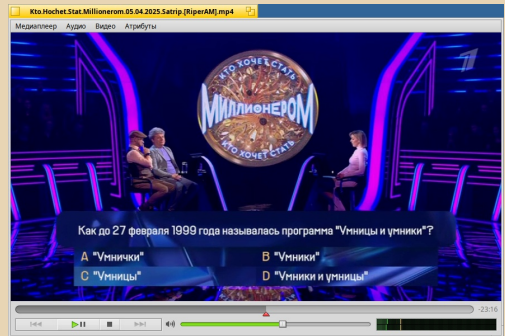 Kto.Hochet.Stat.Millionerom.05.04.2025.Satrip.[RiperAM].mp4
Медиаплеер Аудио Видео Атрибуты
1
КТО ХОЧЕТ СТАТЬ
МИЛЛИОНЕРОМ
КТО ХОЧЕТ СТАТЬ
Как до 27 февраля 1999 года называлась программа "Умницы и умники"?
A "Умнички"
B "Умники"
C "Умницы"
D "Умники и умницы"
-23:16